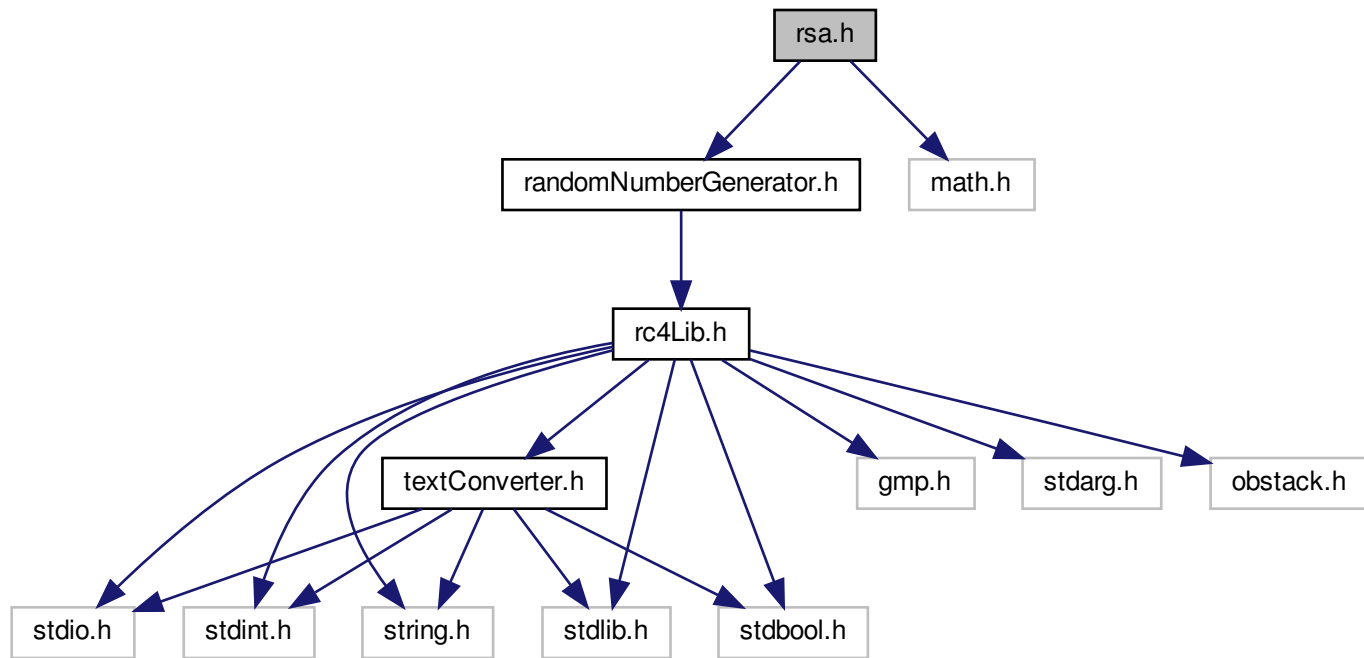 rsa.h
randomNumberGenerator.h
math.h
rc4Lib.h
textConverter.h
gmp.h
stdarg.h
obstack.h
stdio.h
stdint.h
string.h
stdlib.h
stdbool.h